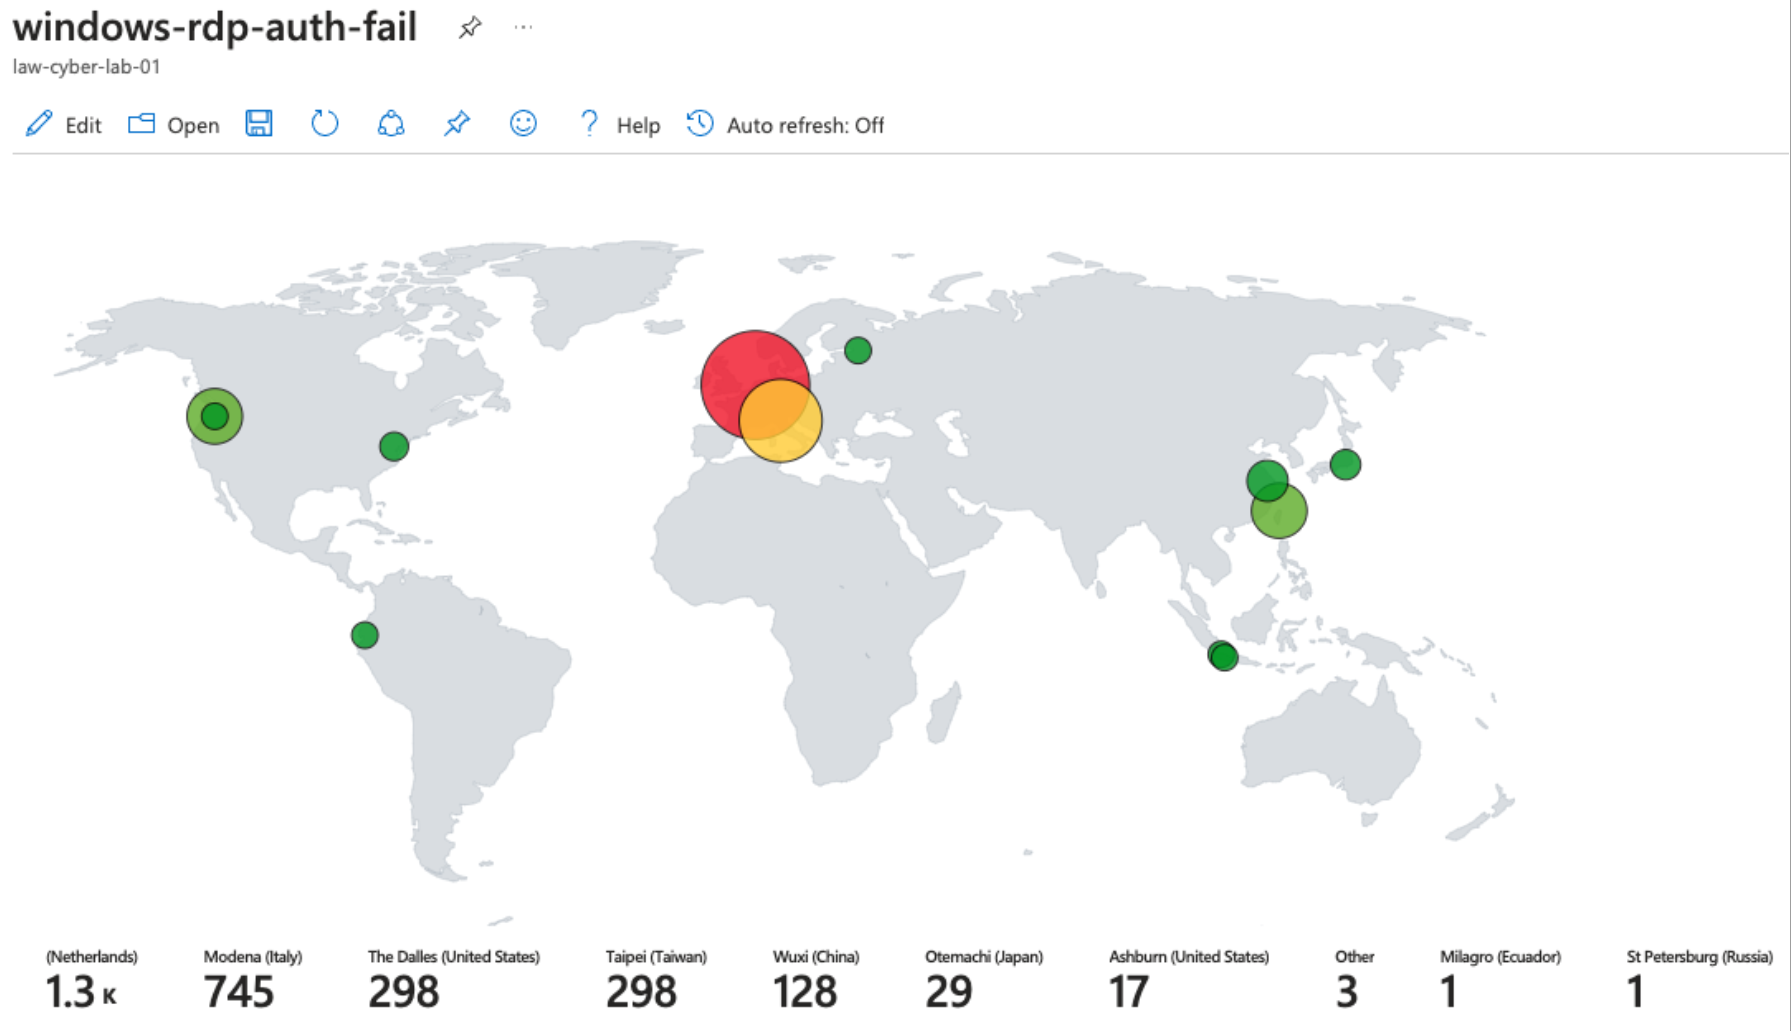 windows-rdp-auth-fail
law-cyber-lab-01
Edit Open ? Help Auto refresh: Off
(Netherlands) Modena (Italy) The Dalles (United States) Taipei (Taiwan) Wuxi (China) Otemachi (Japan) Ashburn (United States) Other Milagro (Ecuador) St Petersburg (Russia)
1.3 K 745 298 298 128 29 17 3 1 1